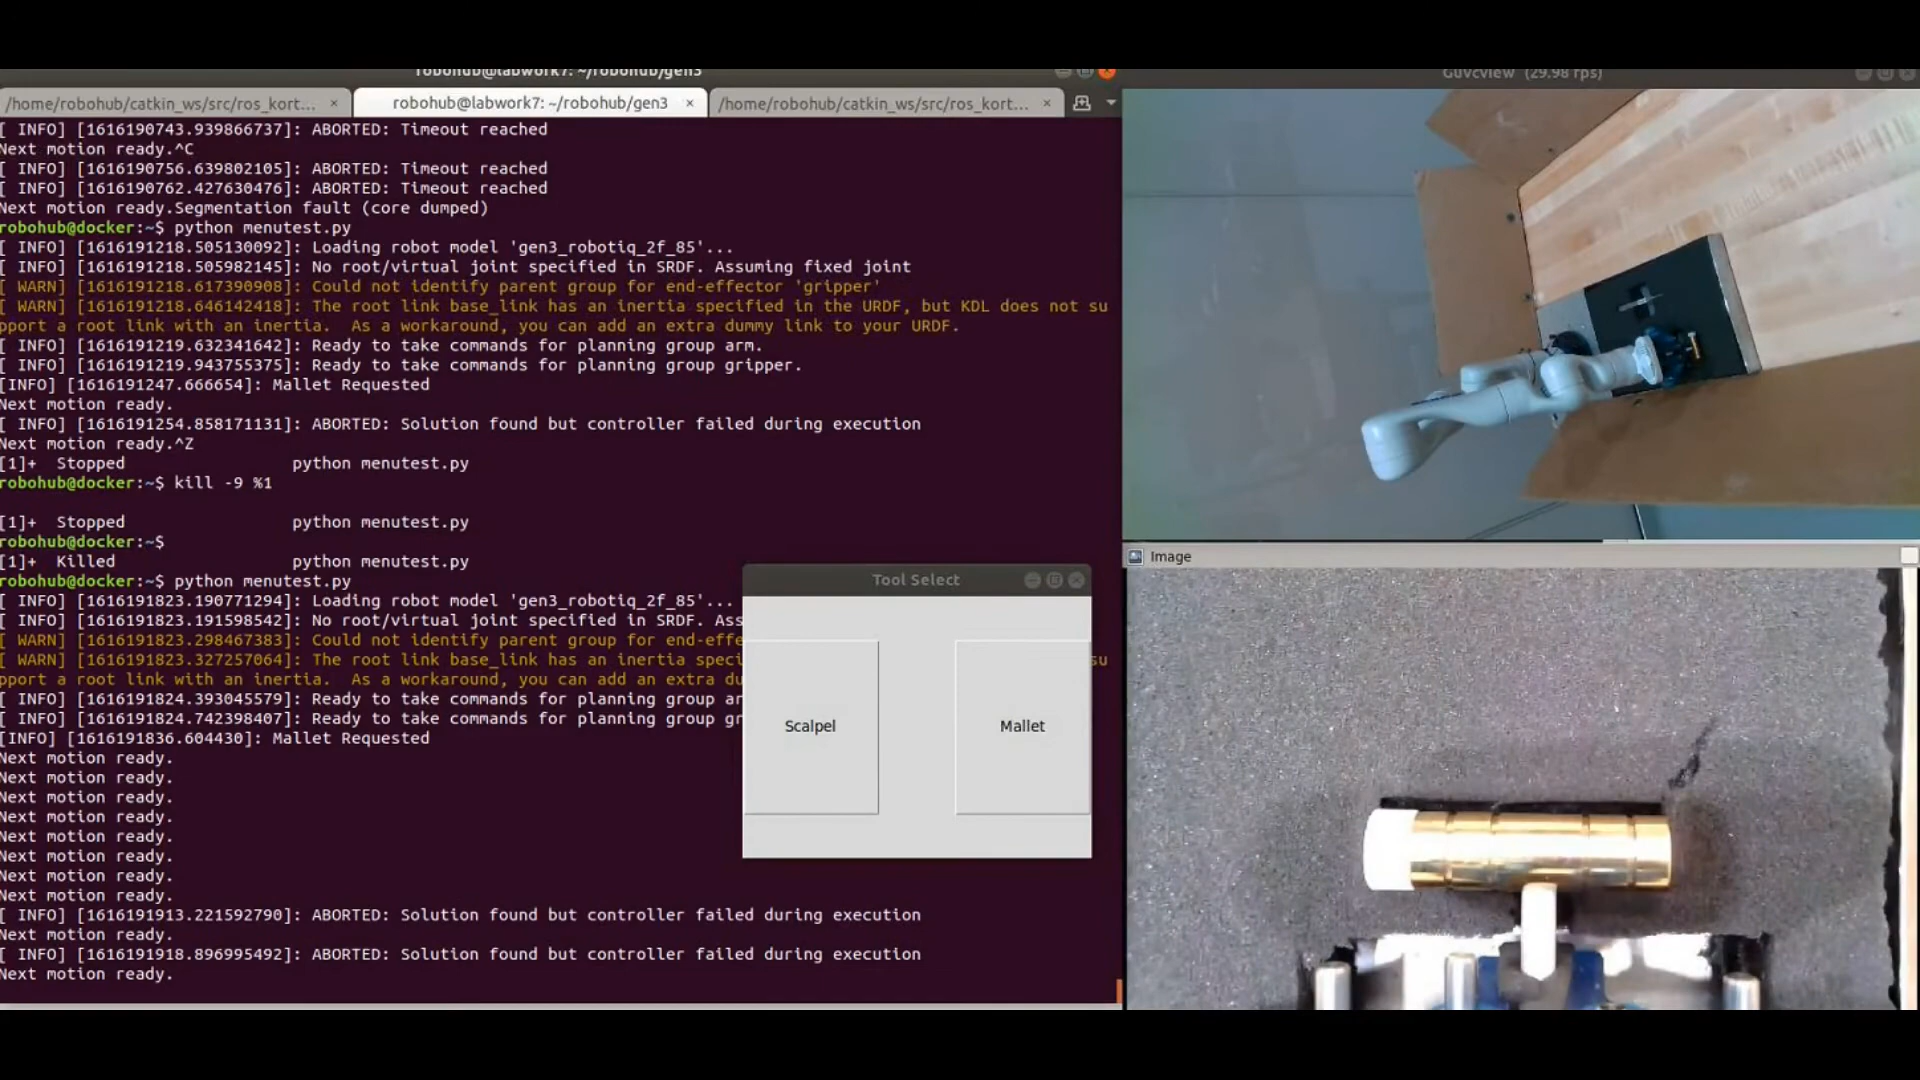 robohub@labwork7: ~/robohub/gen3
/home/robohub/catkin_ws/src/ros_kort... ×
robohub@labwork7: ~/robohub/gen3 ×
/home/robohub/catkin_ws/src/ros_kort... ×
[ INFO] [1616190743.939866737]: ABORTED: Timeout reached
Next motion ready.^C
[ INFO] [1616190756.639802105]: ABORTED: Timeout reached
[ INFO] [1616190762.427630476]: ABORTED: Timeout reached
Next motion ready.Segmentation fault (core dumped)
robohub@docker:~$ python menutest.py
[ INFO] [1616191218.505130092]: Loading robot model 'gen3_robotiq_2f_85'...
[ INFO] [1616191218.505982145]: No root/virtual joint specified in SRDF. Assuming fixed joint
[ WARN] [1616191218.617390908]: Could not identify parent group for end-effector 'gripper'
[ WARN] [1616191218.646142418]: The root link base_link has an inertia specified in the URDF, but KDL does not su
pport a root link with an inertia.  As a workaround, you can add an extra dummy link to your URDF.
[ INFO] [1616191219.632341642]: Ready to take commands for planning group arm.
[ INFO] [1616191219.943755375]: Ready to take commands for planning group gripper.
[INFO] [1616191247.666654]: Mallet Requested
Next motion ready.
[ INFO] [1616191254.858171131]: ABORTED: Solution found but controller failed during execution
Next motion ready.^Z
[1]+  Stopped                 python menutest.py
robohub@docker:~$ kill -9 %1
[1]+  Stopped                 python menutest.py
robohub@docker:~$
[1]+  Killed                  python menutest.py
robohub@docker:~$ python menutest.py
[ INFO] [1616191823.190771294]: Loading robot model 'gen3_robotiq_2f_85'...
[ INFO] [1616191823.191598542]: No root/virtual joint specified in SRDF. Ass
[ WARN] [1616191823.298467383]: Could not identify parent group for end-effe
[ WARN] [1616191823.327257064]: The root link base_link has an inertia speci su
pport a root link with an inertia.  As a workaround, you can add an extra du
[ INFO] [1616191824.393045579]: Ready to take commands for planning group ar
[ INFO] [1616191824.742398407]: Ready to take commands for planning group gr
[INFO] [1616191836.604430]: Mallet Requested
Next motion ready.
Next motion ready.
Next motion ready.
Next motion ready.
Next motion ready.
Next motion ready.
Next motion ready.
Next motion ready.
[ INFO] [1616191913.221592790]: ABORTED: Solution found but controller failed during execution
Next motion ready.
[ INFO] [1616191918.896995492]: ABORTED: Solution found but controller failed during execution
Next motion ready.
Tool Select
Scalpel
Mallet
Guvcview (29.98 fps)
Image